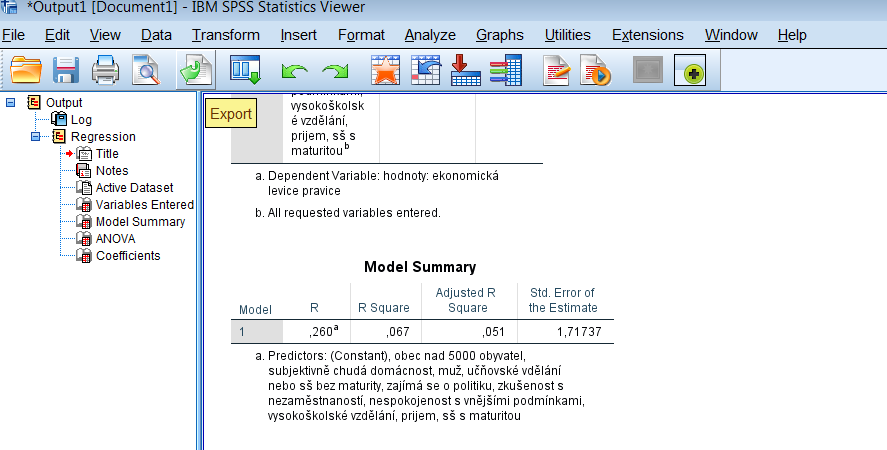 *Output1 [Document1] - IBM SPSS Statistics Viewer
File Edit View Data Transform Insert Format Analyze Graphs Utilities Extensions Window Help
Export
Output
Log
Regression
Title
Notes
Active Dataset
Variables Entered
Model Summary
ANOVA
Coefficients
vysokoškolsk
é vzdělání,
prijem, sš s
maturitou b
a. Dependent Variable: hodnoty: ekonomická
levice pravice
b. All requested variables entered.
Model Summary
Model R R Square Adjusted R Square Std. Error of the Estimate
1 ,260a ,067 ,051 1,71737
a. Predictors: (Constant), obec nad 5000 obyvatel,
subjektivně chudá domácnost, muž, učňovské vdělání
nebo sš bez maturity, zajímá se o politiku, zkušenost s
nezaměstnaností, nespokojenost s vnějšími podmínkami,
vysokoškolské vzdělání, prijem, sš s maturitou